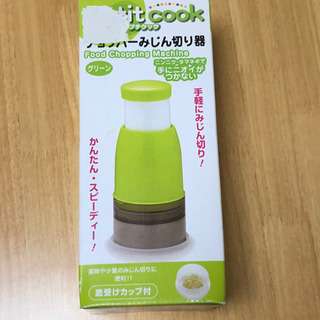 it cook
チョッパーみじん切り器
Food Chopping Machine
グリーン
ニンニク、タマネギで
手にニオイが
つかない
手軽にみじん切り!
かんたん・スピーディー!
薬味や少量のみじん切りに
便利!!
底受けカップ付